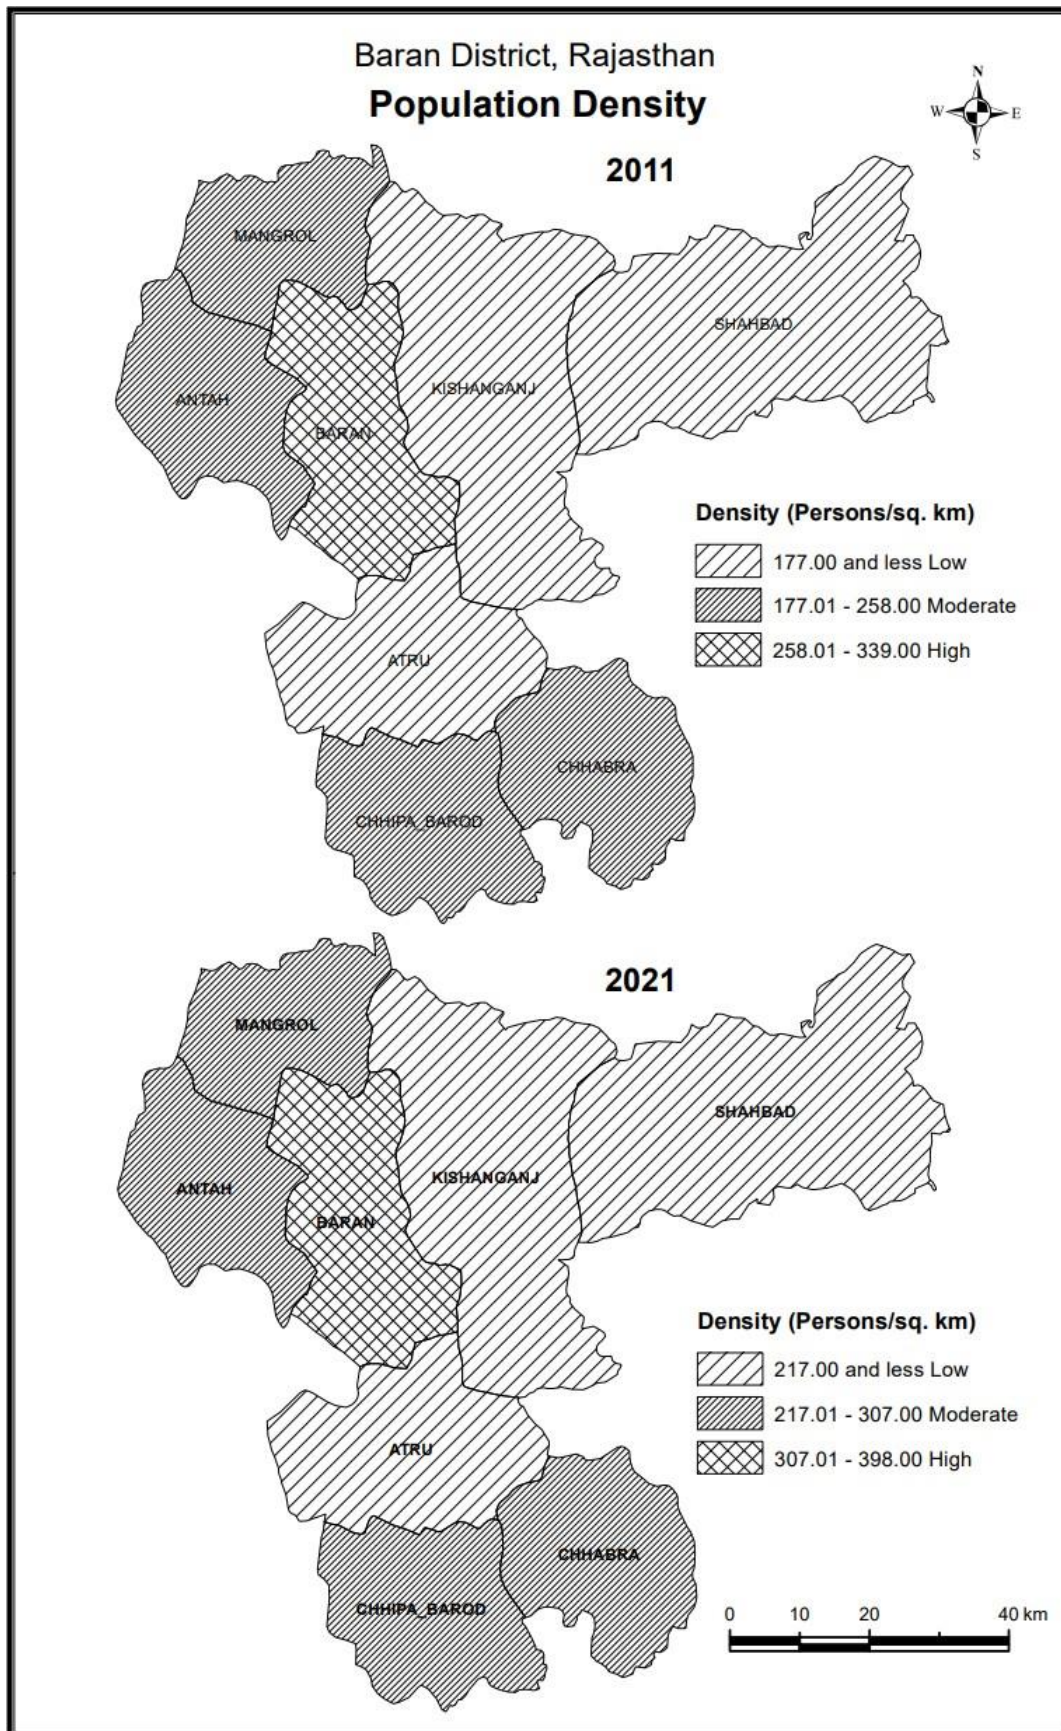 Baran District, Rajasthan
Population Density
N
W E
S
2011
MANGROL
SHAHBAD
KISHANGANJ
ANTAH
BARAN
Density (Persons/sq. km)
177.00 and less Low
177.01 - 258.00 Moderate
258.01 - 339.00 High
ATRU
CHHABRA
CHHIPA_BAROD
2021
MANGROL
SHAHBAD
KISHANGANJ
ANTAH
BARAN
Density (Persons/sq. km)
217.00 and less Low
217.01 - 307.00 Moderate
307.01 - 398.00 High
ATRU
CHHABRA
CHHIPA_BAROD
0 10 20 40 km